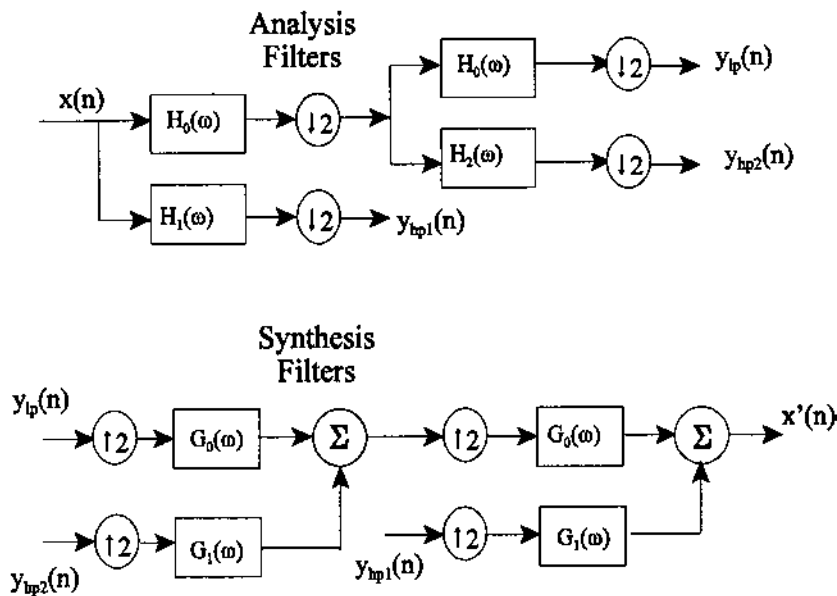 Analysis
Filters
x(n)
H₀(ω)
↓2
H₀(ω)
↓2
y_lp(n)
H₂(ω)
↓2
y_hp2(n)
H₁(ω)
↓2
y_hp1(n)
Synthesis
Filters
y_lp(n)
↑2
G₀(ω)
Σ
↑2
G₀(ω)
Σ
x'(n)
↑2
G₁(ω)
y_hp2(n)
↑2
G₁(ω)
y_hp1(n)